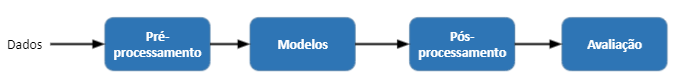 Dados
Pré-
processamento
Modelos
Pós-
processamento
Avaliação